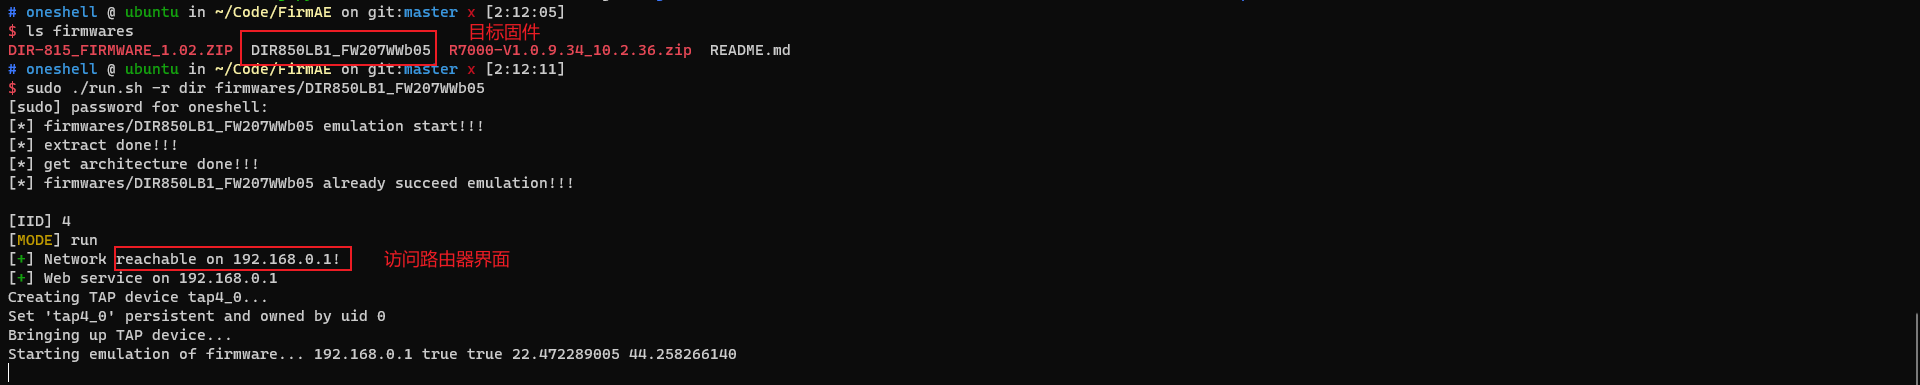 # oneshell @ ubuntu in ~/Code/FirmAE on git:master x [2:12:05]
$ ls firmwares 目标固件
DIR-815_FIRMWARE_1.02.ZIP DIR850LB1_FW207WWb05 R7000-V1.0.9.34_10.2.36.zip README.md
# oneshell @ ubuntu in ~/Code/FirmAE on git:master x [2:12:11]
$ sudo ./run.sh -r dir firmwares/DIR850LB1_FW207WWb05
[sudo] password for oneshell:
[*] firmwares/DIR850LB1_FW207WWb05 emulation start!!!
[*] extract done!!!
[*] get architecture done!!!
[*] firmwares/DIR850LB1_FW207WWb05 already succeed emulation!!!
[IID] 4
[MODE] run
[+] Network reachable on 192.168.0.1! 访问路由器界面
[+] Web service on 192.168.0.1
Creating TAP device tap4_0...
Set 'tap4_0' persistent and owned by uid 0
Bringing up TAP device...
Starting emulation of firmware... 192.168.0.1 true true 22.472289005 44.258266140